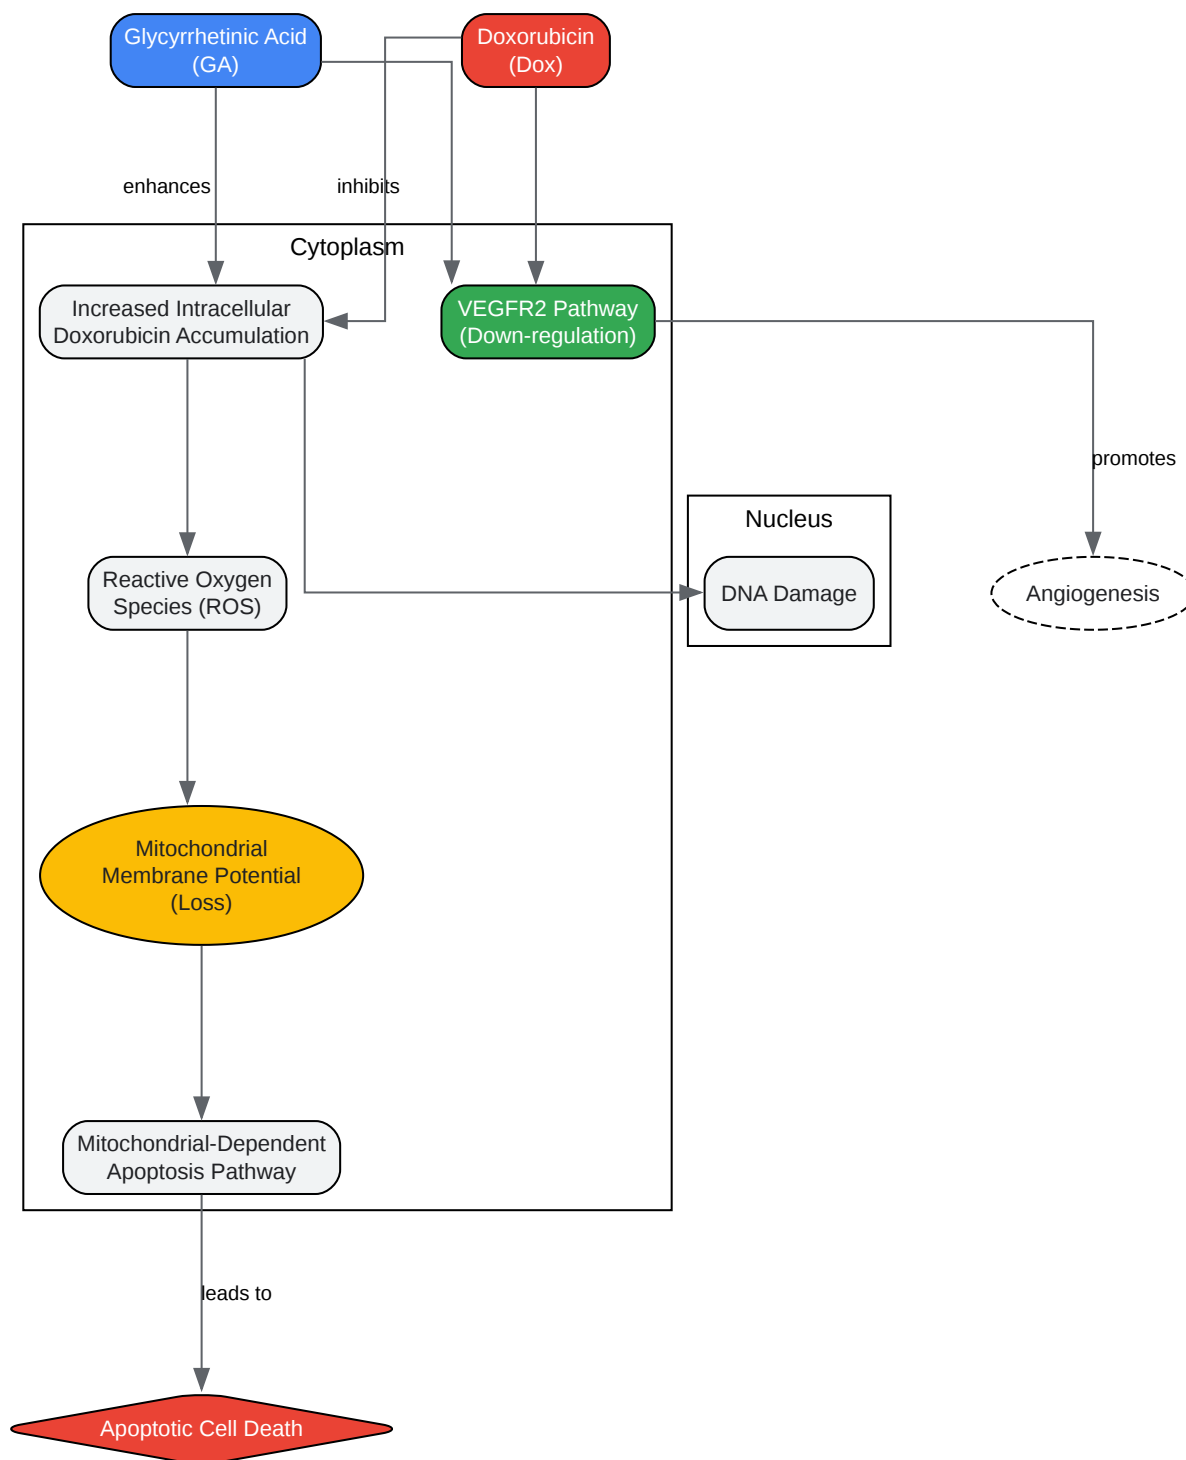 Glycyrrhetinic Acid
(GA)
Doxorubicin
(Dox)
enhances
inhibits
Cytoplasm
Increased Intracellular
Doxorubicin Accumulation
VEGFR2 Pathway
(Down-regulation)
promotes
Nucleus
DNA Damage
Reactive Oxygen
Species (ROS)
Angiogenesis
Mitochondrial
Membrane Potential
(Loss)
Mitochondrial-Dependent
Apoptosis Pathway
leads to
Apoptotic Cell Death